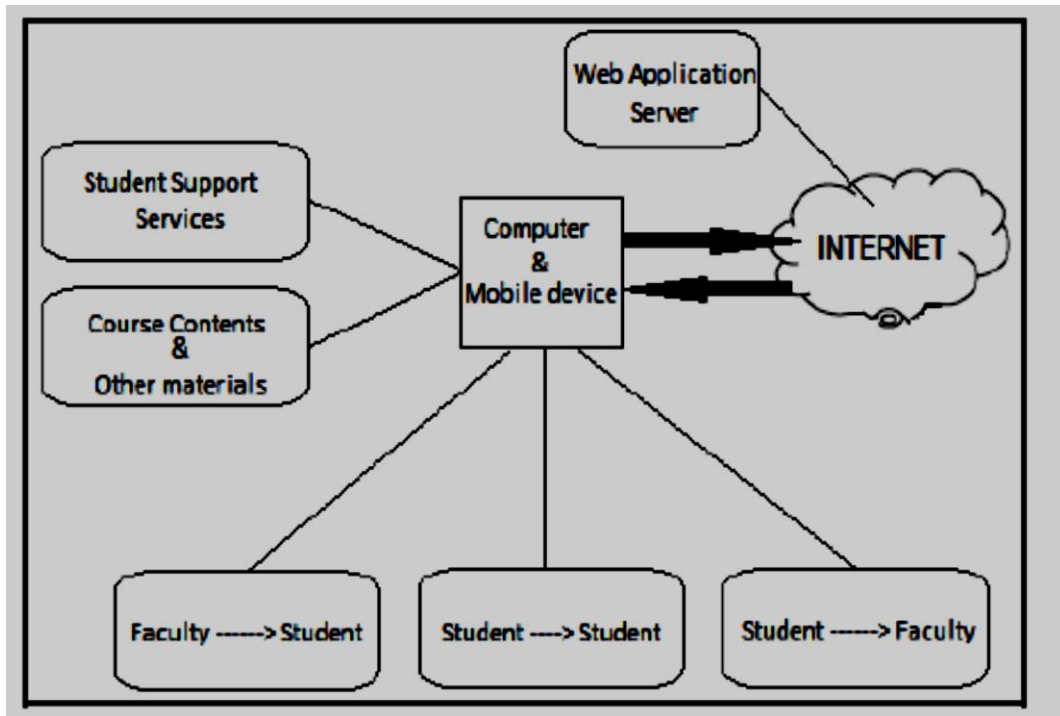 Web Application
Server
Student Support
Services
Computer
&
Mobile device
INTERNET
Course Contents
&
Other materials
Faculty ------> Student
Student ----> Student
Student ------> Faculty